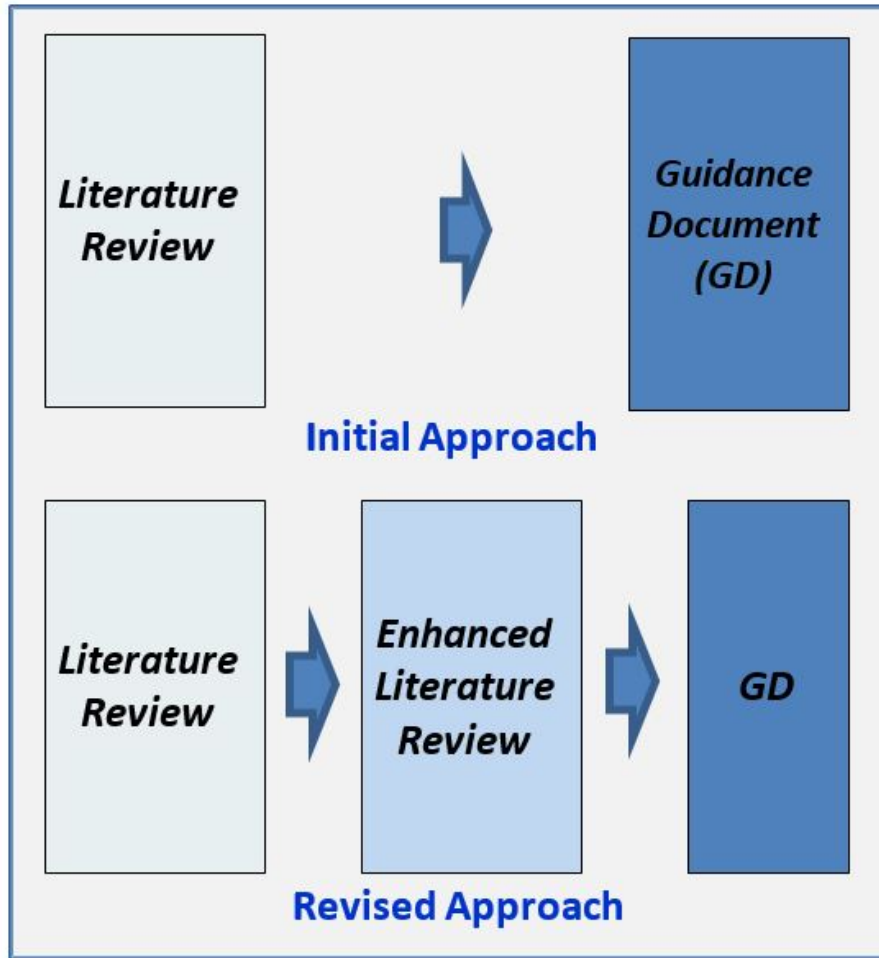 Literature
Review
Guidance
Document
(GD)
Initial Approach
Literature
Review
Enhanced
Literature
Review
GD
Revised Approach